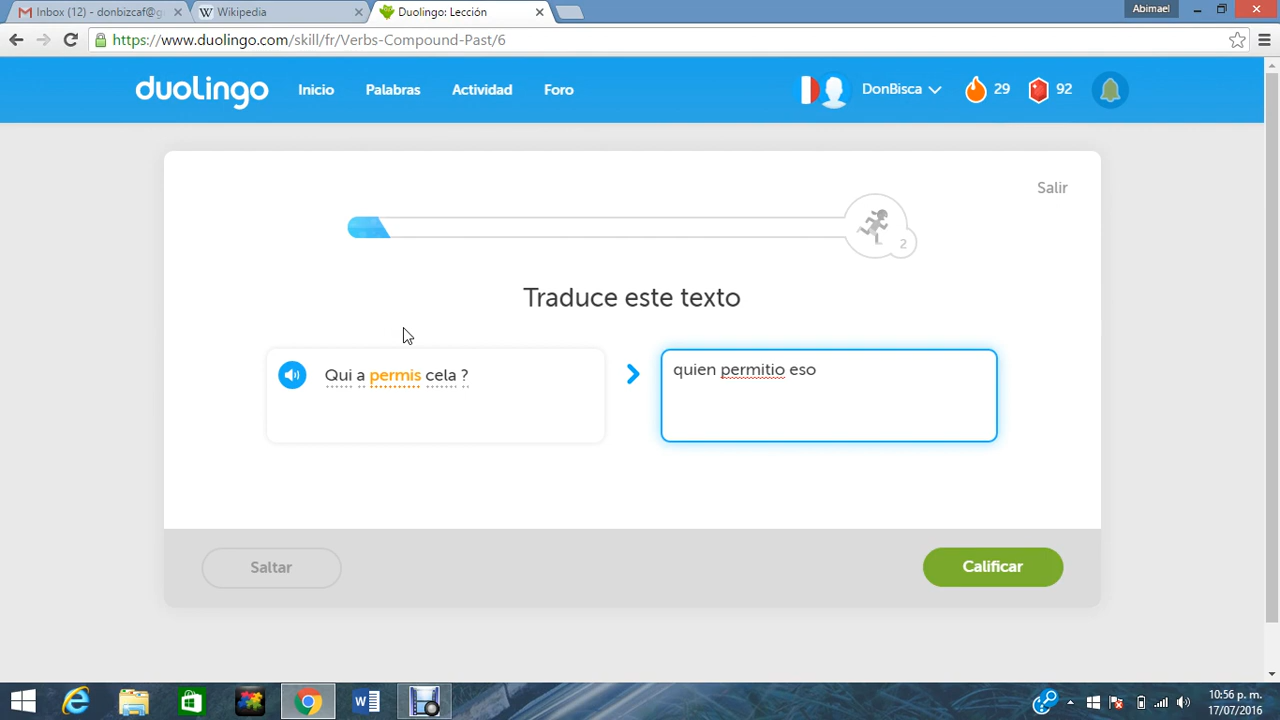 Inbox (12) - donbizcaf@g
Wikipedia
Duolingo: Lección
Abimael
https://www.duolingo.com/skill/fr/Verbs-Compound-Past/6
duolingo
Inicio
Palabras
Actividad
Foro
DonBisca
29
92
Salir
2
Traduce este texto
Qui a permis cela ?
quien permitio eso
Saltar
Calificar
10:56 p. m.
17/07/2016